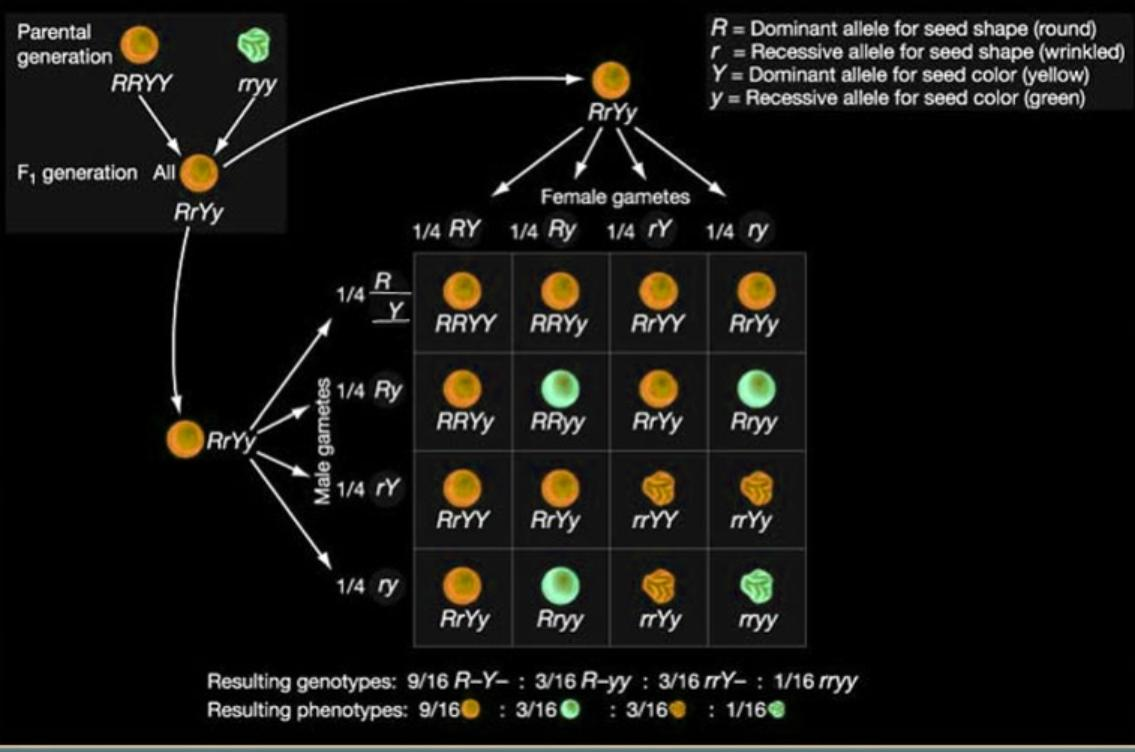 Parental
generation
RRYY
rryy
F1 generation
All
RrYy
R = Dominant allele for seed shape (round)
r = Recessive allele for seed shape (wrinkled)
Y = Dominant allele for seed color (yellow)
y = Recessive allele for seed color (green)
RrYy
Female gametes
1/4 RY 1/4 Ry 1/4 rY 1/4 ry
1/4 R
Y
RRYY RRYy RrYY RrYy
RrYy
Male gametes
1/4 Ry
RRYy RRyy RrYy Rryy
1/4 rY
RrYY RrYy rrYY rrYy
1/4 ry
RrYy Rryy rrYy rryy
Resulting genotypes: 9/16 R–Y– : 3/16 R–yy : 3/16 rrY– : 1/16 rryy
Resulting phenotypes: 9/16 : 3/16 : 3/16 : 1/16